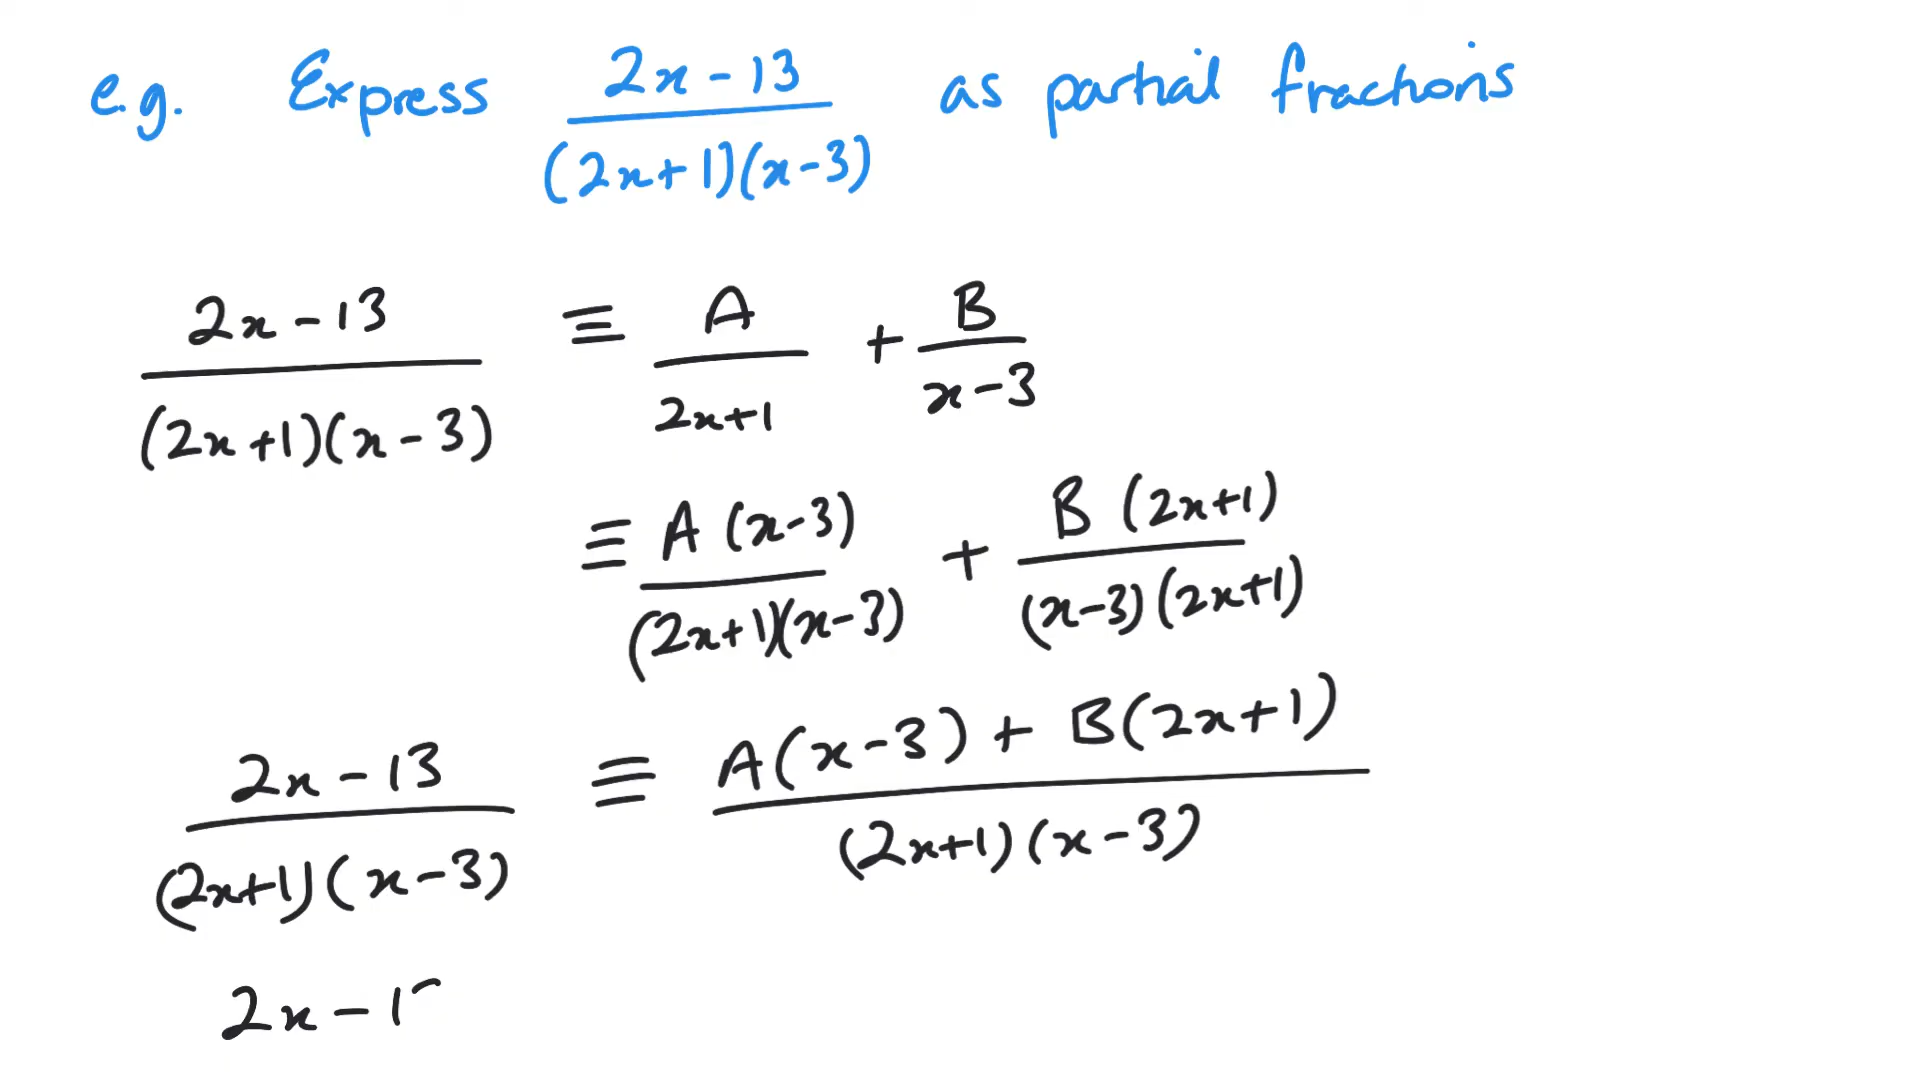 e.g. Express (2x-13)/((2x+1)(x-3)) as partial fractions
(2x-13)/((2x+1)(x-3)) ≡ A/(2x+1) + B/(x-3)
≡ A(x-3)/((2x+1)(x-3)) + B(2x+1)/((x-3)(2x+1))
(2x-13)/((2x+1)(x-3)) ≡ (A(x-3) + B(2x+1))/((2x+1)(x-3))
2x - 1